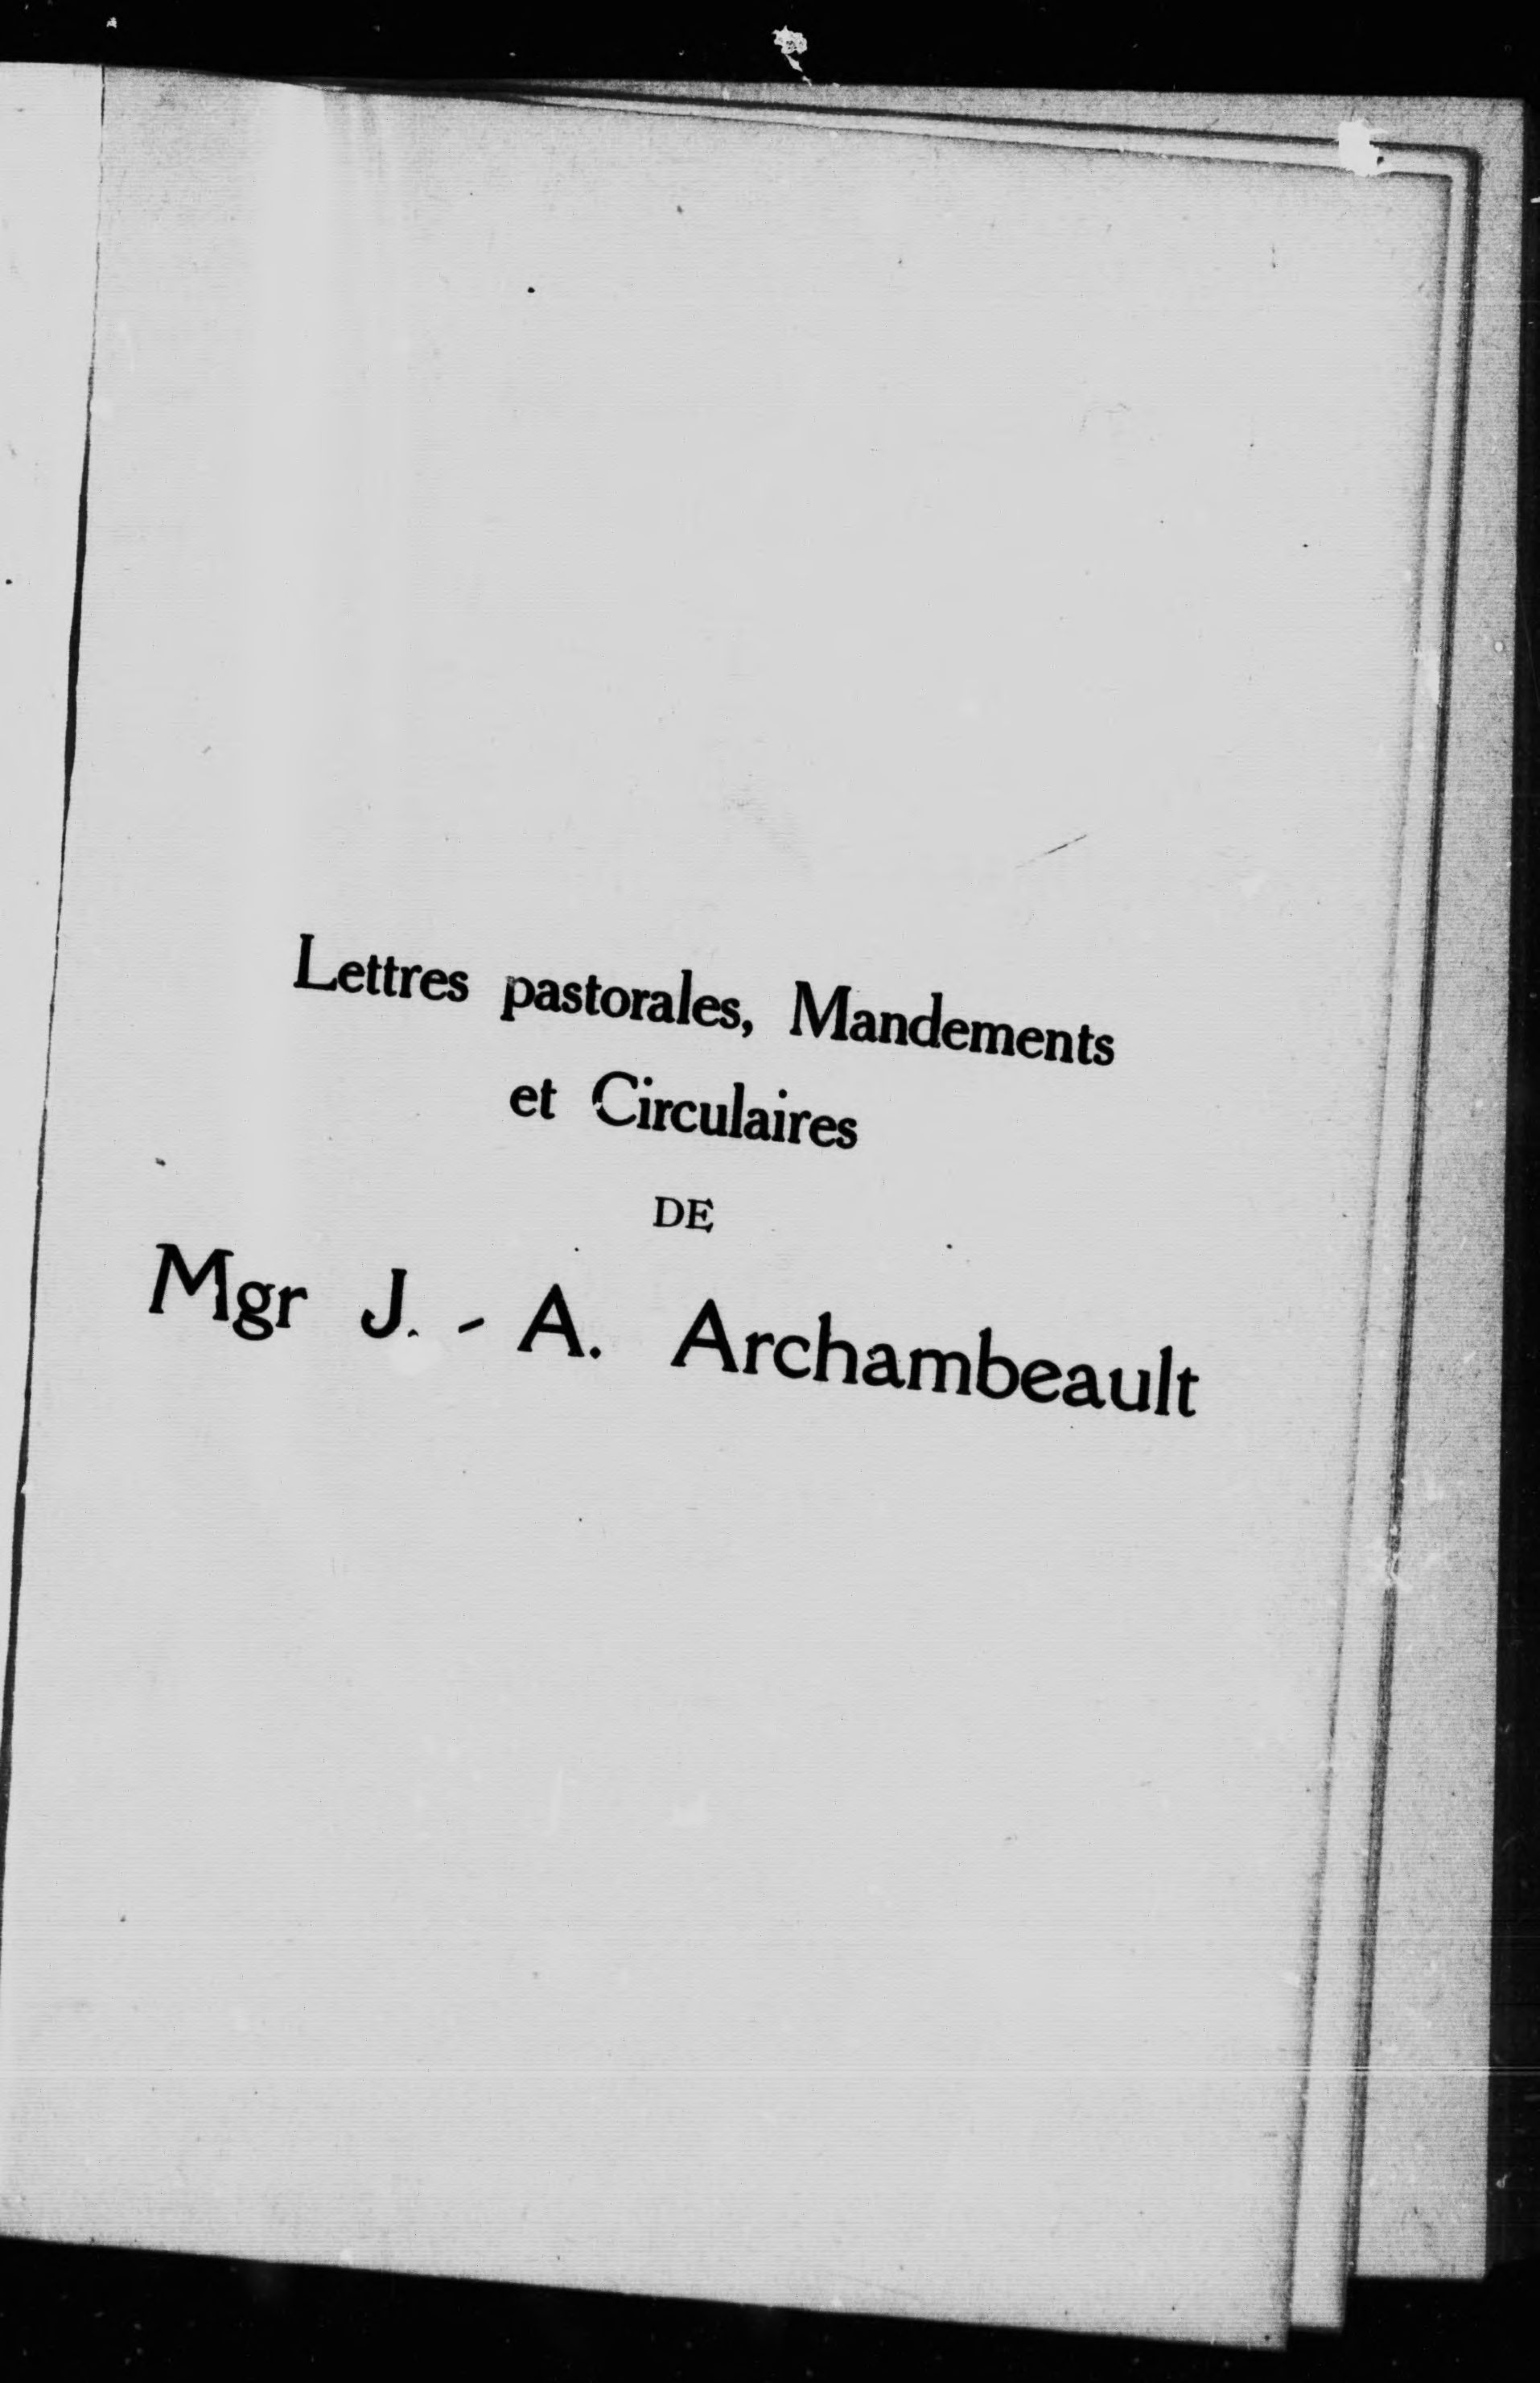 Lettres pastorales, Mandements
et Circulaires
DE
Mgr J. - A. Archambeault